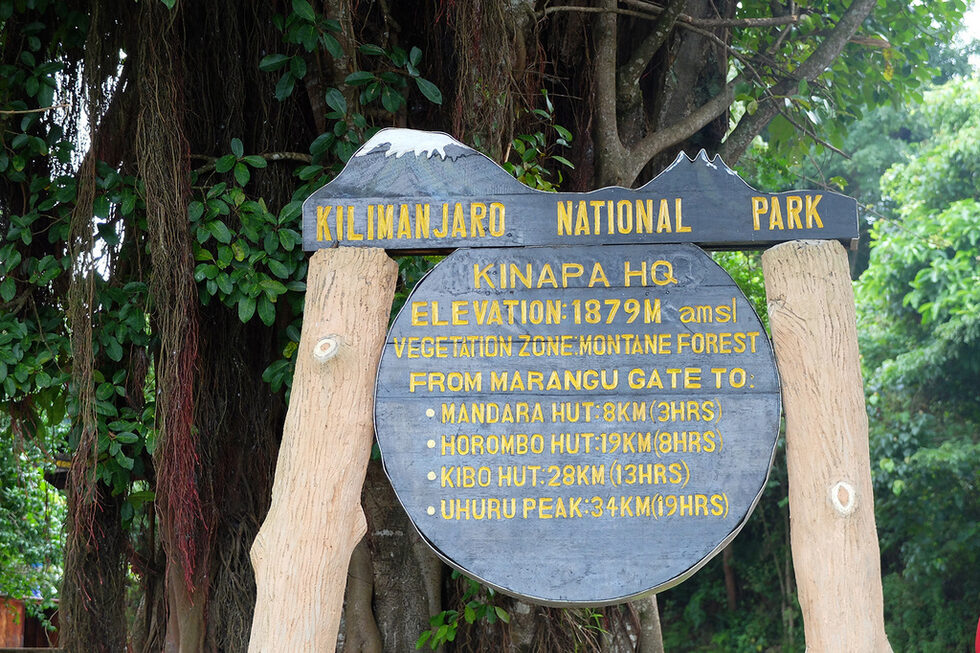 KILIMANJARO NATIONAL PARK
KINAPA HQ
ELEVATION:1879M amsl
VEGETATION ZONE:MONTANE FOREST
FROM MARANGU GATE TO:
• MANDARA HUT:8KM(3HRS)
• HOROMBO HUT:19KM(8HRS)
• KIBO HUT:28KM(13HRS)
• UHURU PEAK:34KM(19HRS)